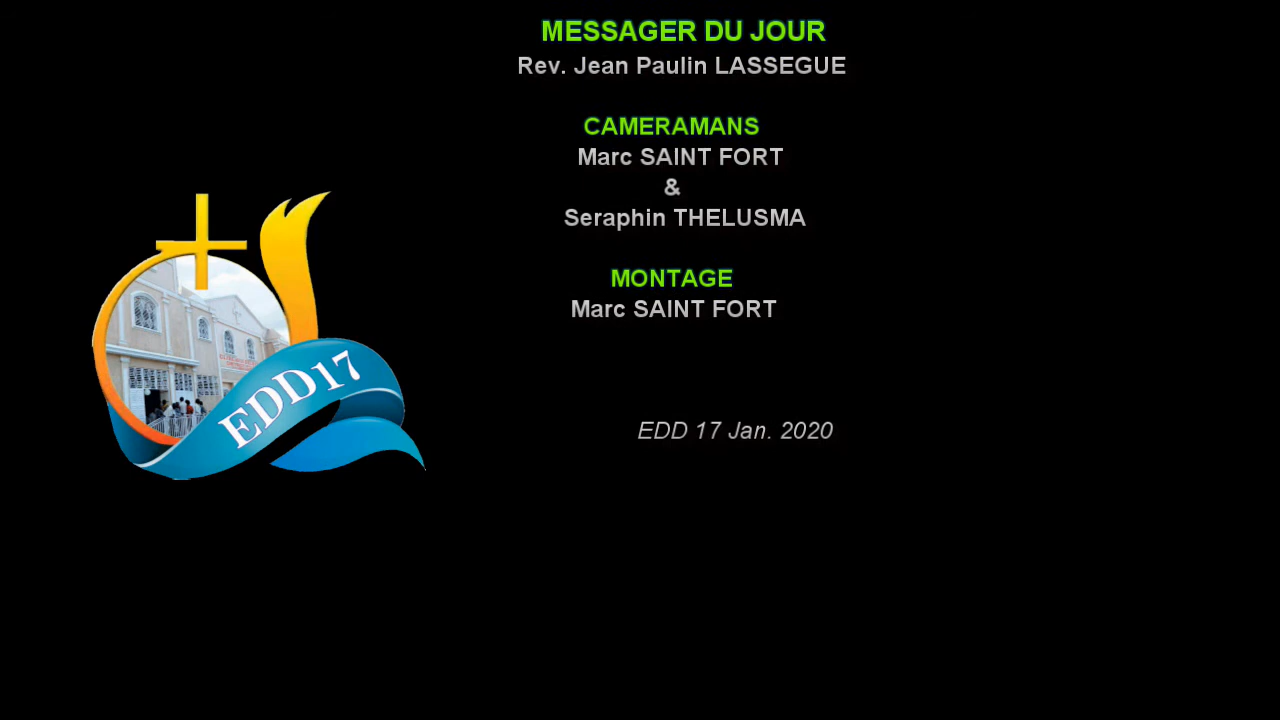 MESSAGER DU JOUR
Rev. Jean Paulin LASSEGUE
CAMERAMANS
Marc SAINT FORT
&
Seraphin THELUSMA
MONTAGE
Marc SAINT FORT
EDD17
EDD 17 Jan. 2020